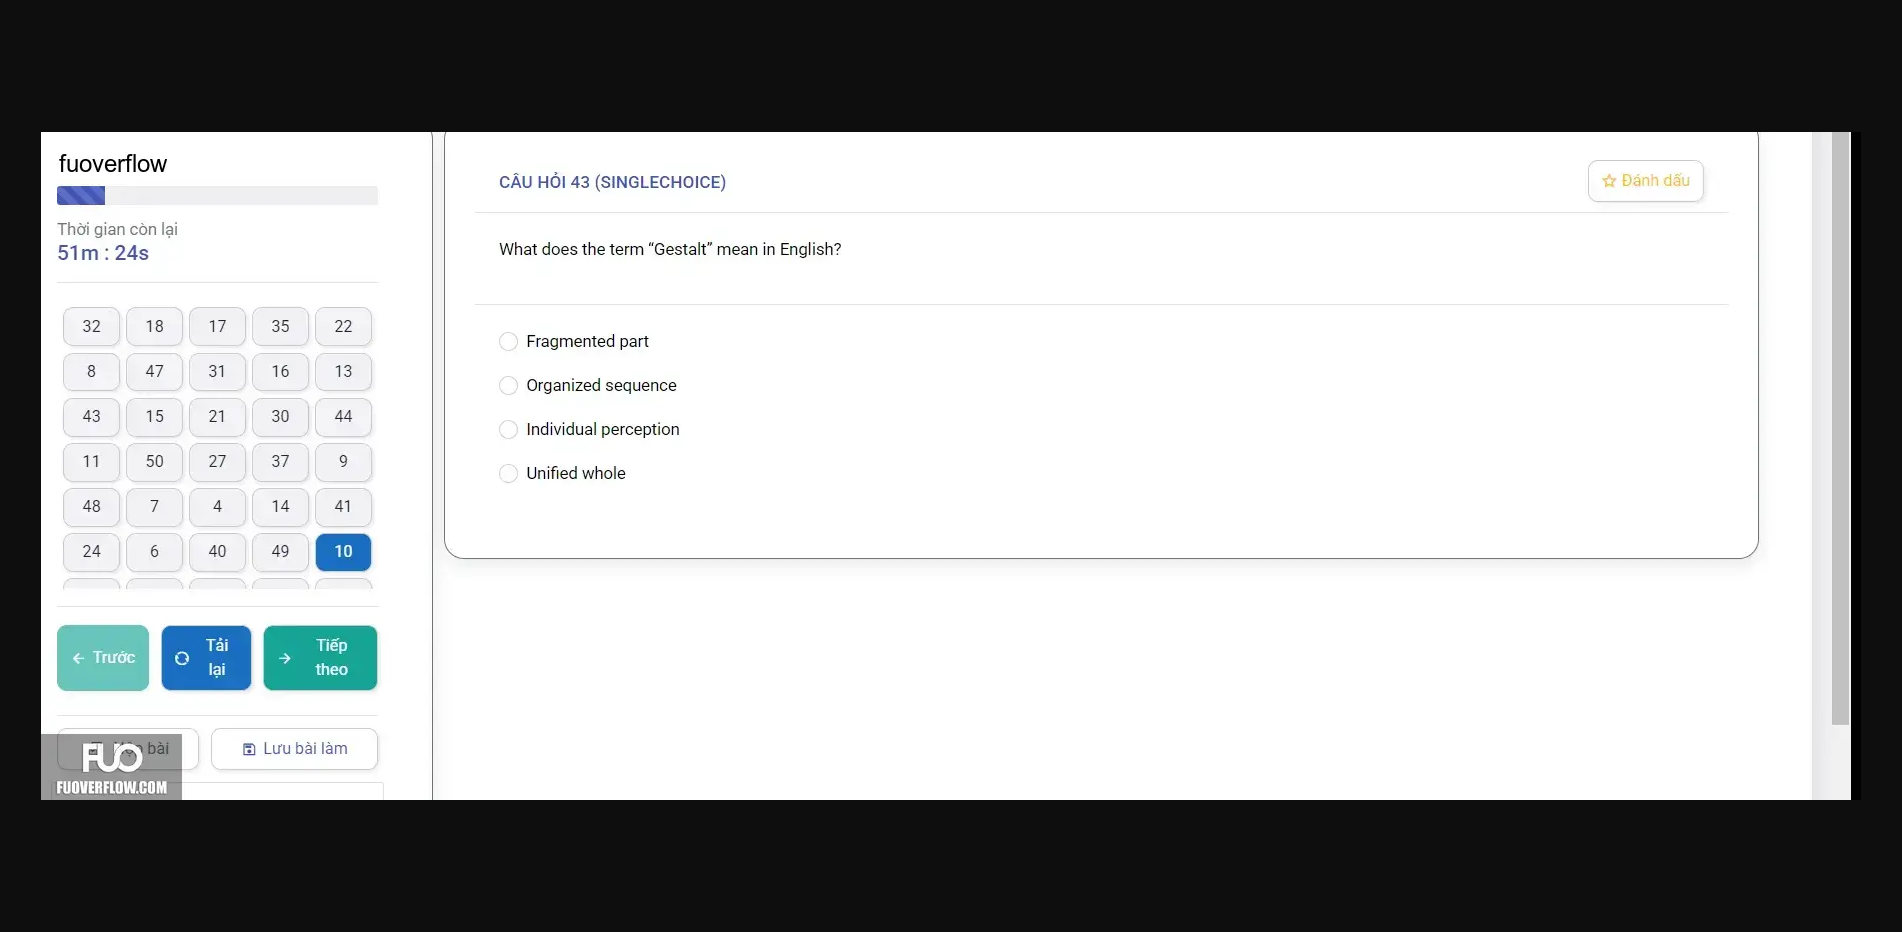 fuoverflow
Thời gian còn lại
51m : 24s
32 18 17 35 22
8 47 31 16 13
43 15 21 30 44
11 50 27 37 9
48 7 4 14 41
24 6 40 49 10
Trước
Tải lại
Tiếp theo
bài
Lưu bài làm
FUO
FUOVERFLOW.COM
CÂU HỎI 43 (SINGLECHOICE)
Đánh dấu
What does the term “Gestalt” mean in English?
Fragmented part
Organized sequence
Individual perception
Unified whole